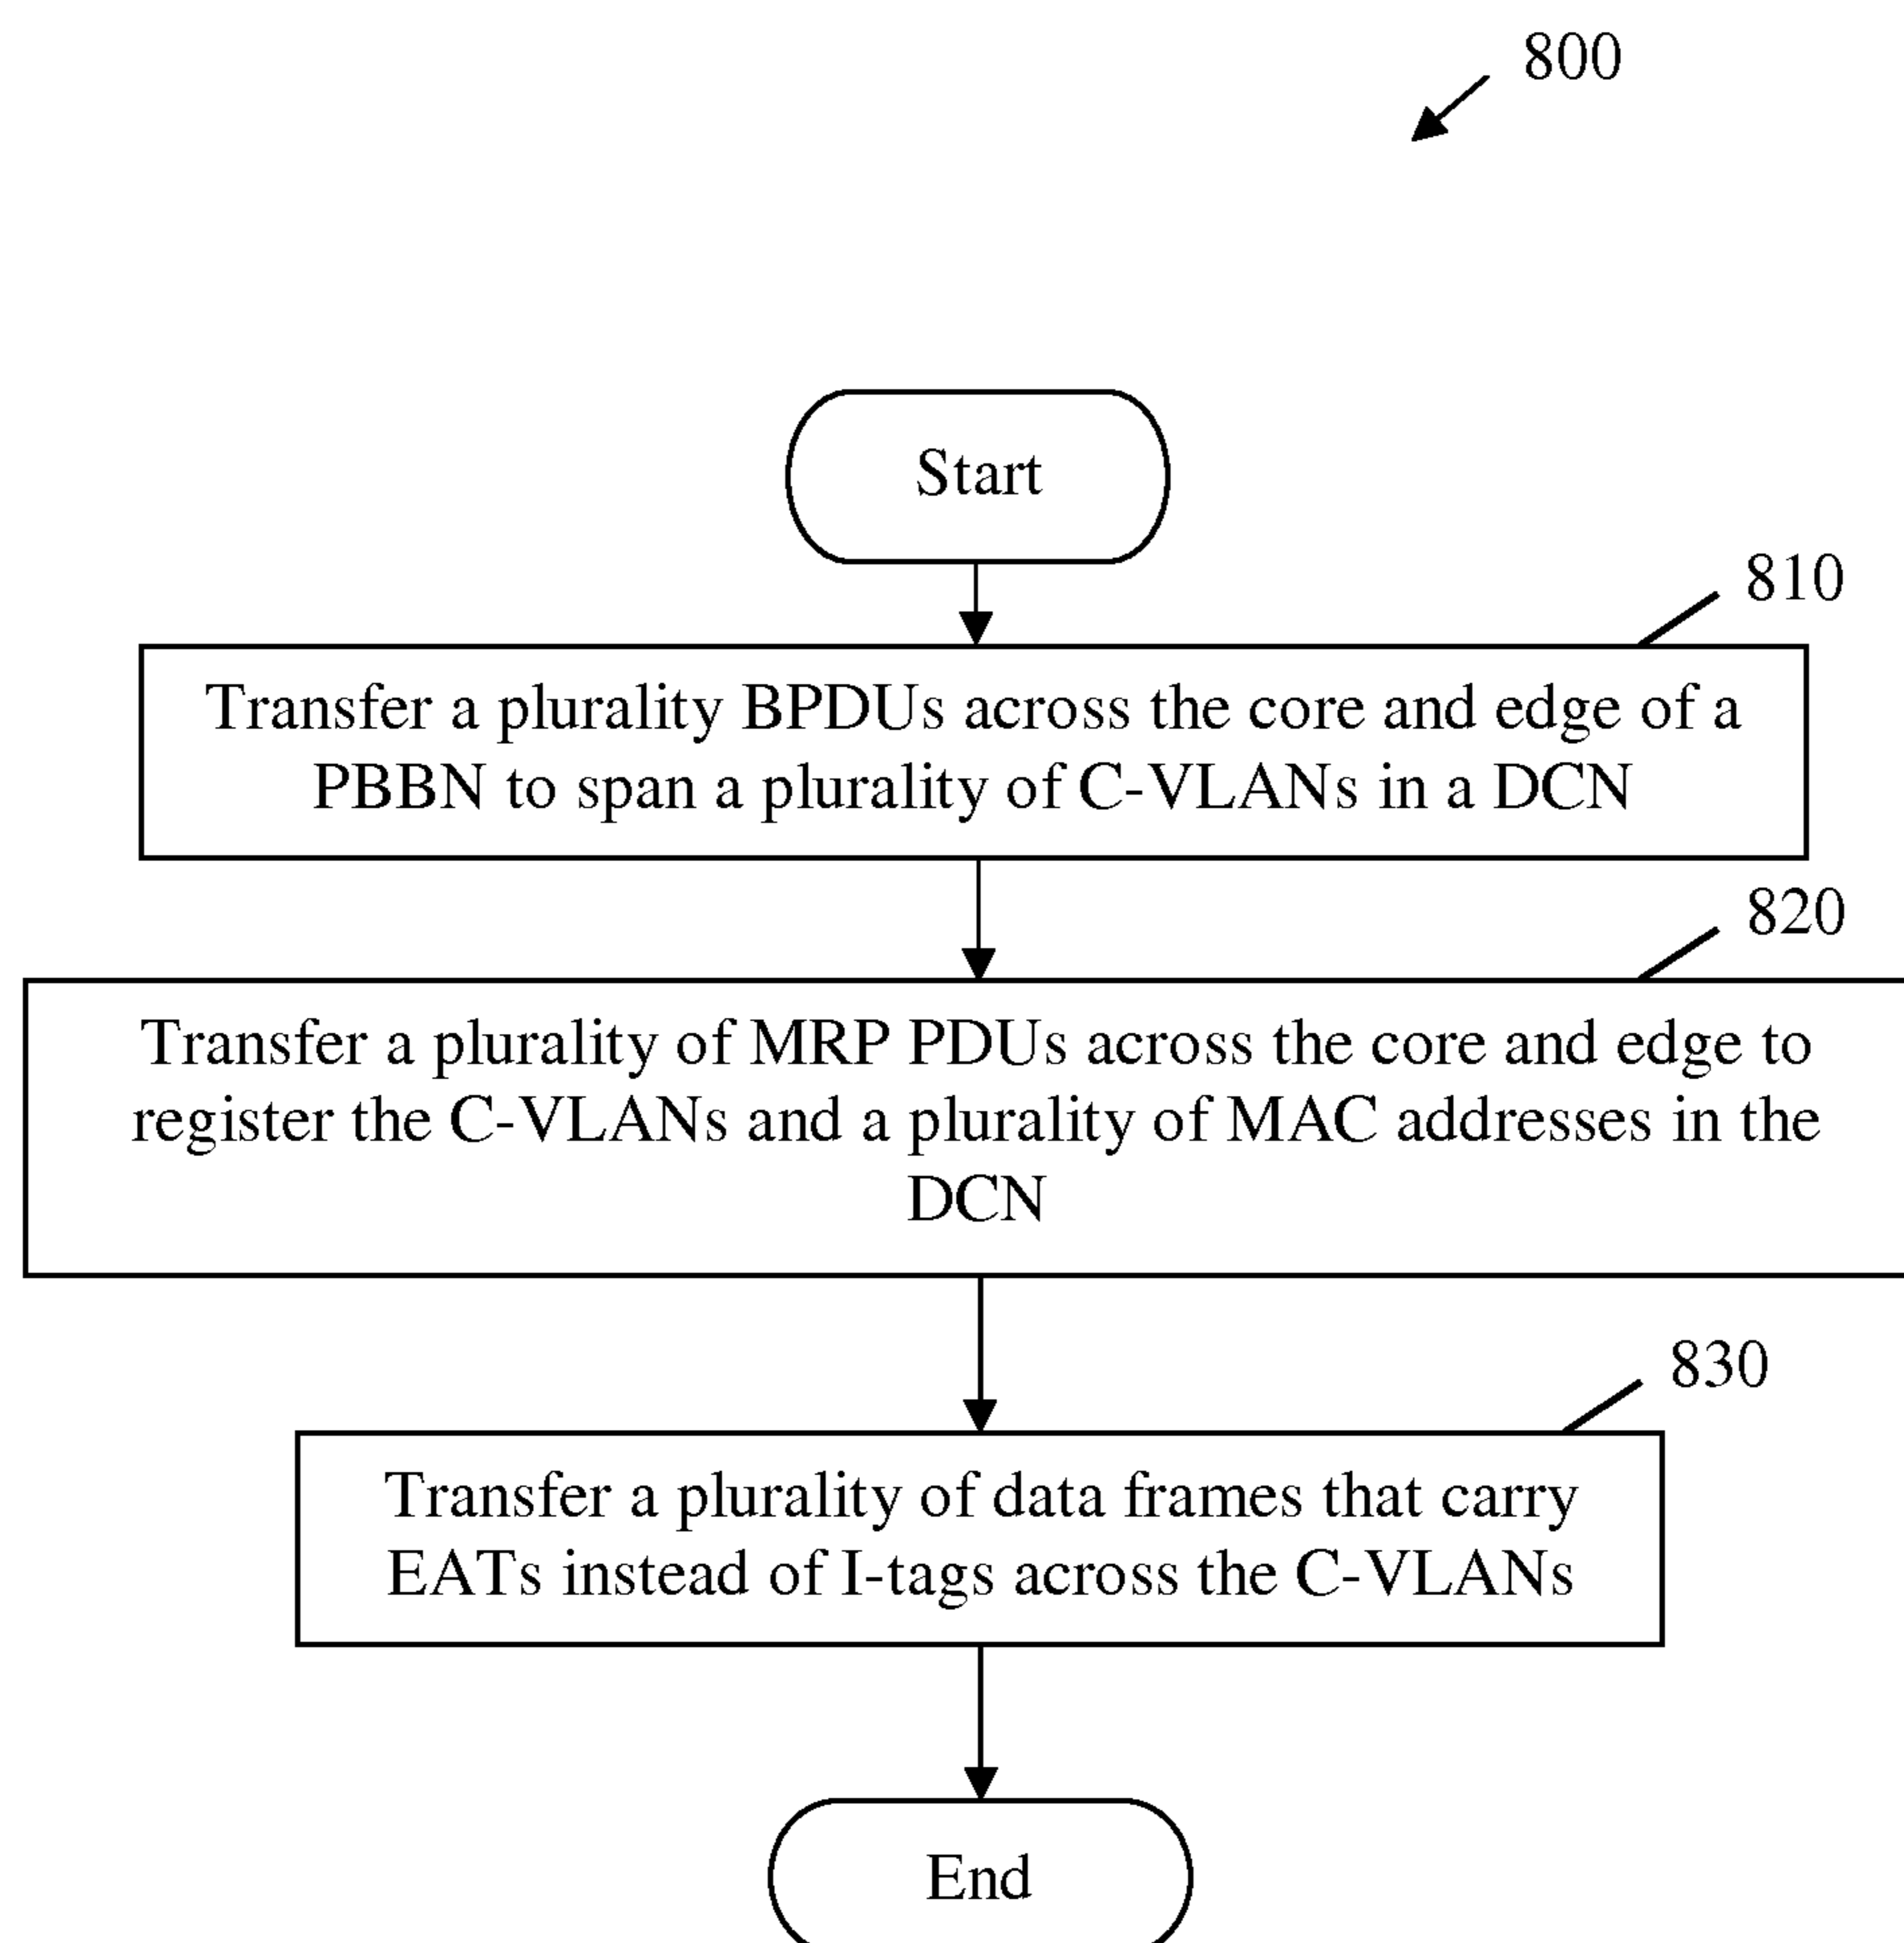 800
Start
810
Transfer a plurality BPDUs across the core and edge of a
PBBN to span a plurality of C-VLANs in a DCN
820
Transfer a plurality of MRP PDUs across the core and edge to
register the C-VLANs and a plurality of MAC addresses in the
DCN
830
Transfer a plurality of data frames that carry
EATs instead of I-tags across the C-VLANs
End